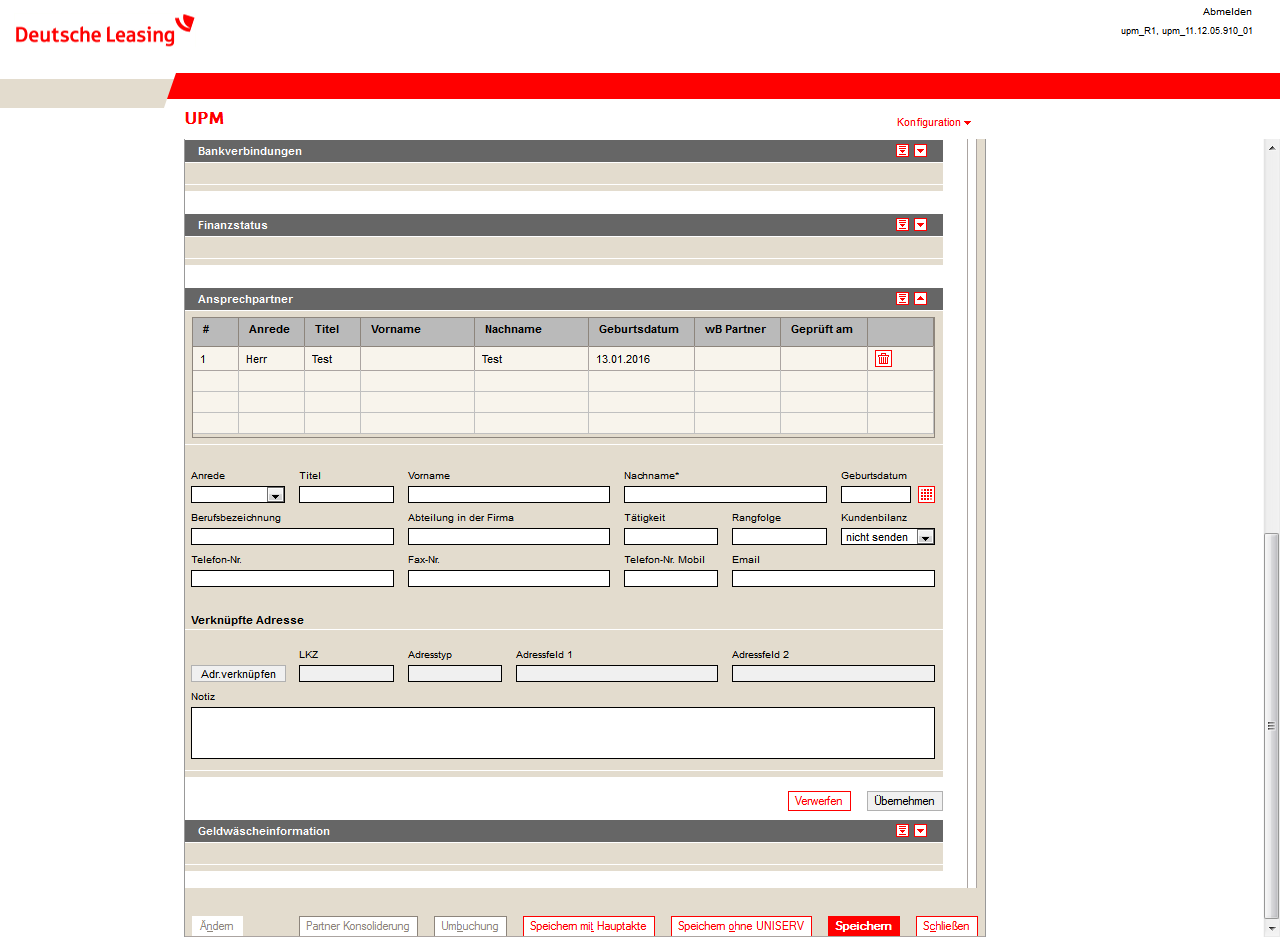 Abmelden
Deutsche Leasing
upm_R1, upm_11.12.05.910_01
UPM
Konfiguration
Bankverbindungen
Finanzstatus
Ansprechpartner
# Anrede Titel Vorname Nachname Geburtsdatum wB Partner Geprüft am
1 Herr Test Test 13.01.2016
Anrede Titel Vorname Nachname* Geburtsdatum
Berufsbezeichnung Abteilung in der Firma Tätigkeit Rangfolge Kundenbilanz
nicht senden
Telefon-Nr. Fax-Nr. Telefon-Nr. Mobil Email
Verknüpfte Adresse
LKZ Adresstyp Adressfeld 1 Adressfeld 2
Adr.verknüpfen
Notiz
Verwerfen Übernehmen
Geldwäscheinformation
Ändern Partner Konsolidierung Umbuchung Speichern mit Hauptakte Speichern ohne UNISERV Speichern Schließen